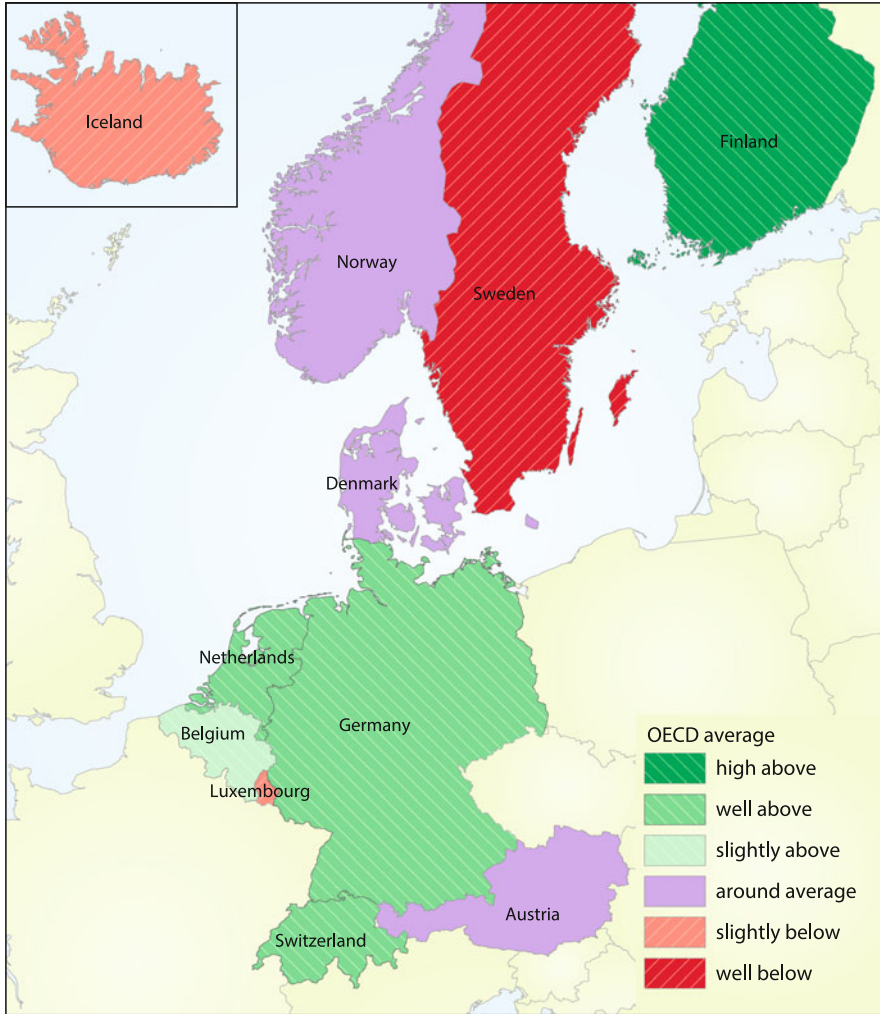 Iceland
Finland
Norway
Sweden
Denmark
Netherlands
Germany
Belgium
Luxembourg
Austria
Switzerland
OECD average
high above
well above
slightly above
around average
slightly below
well below